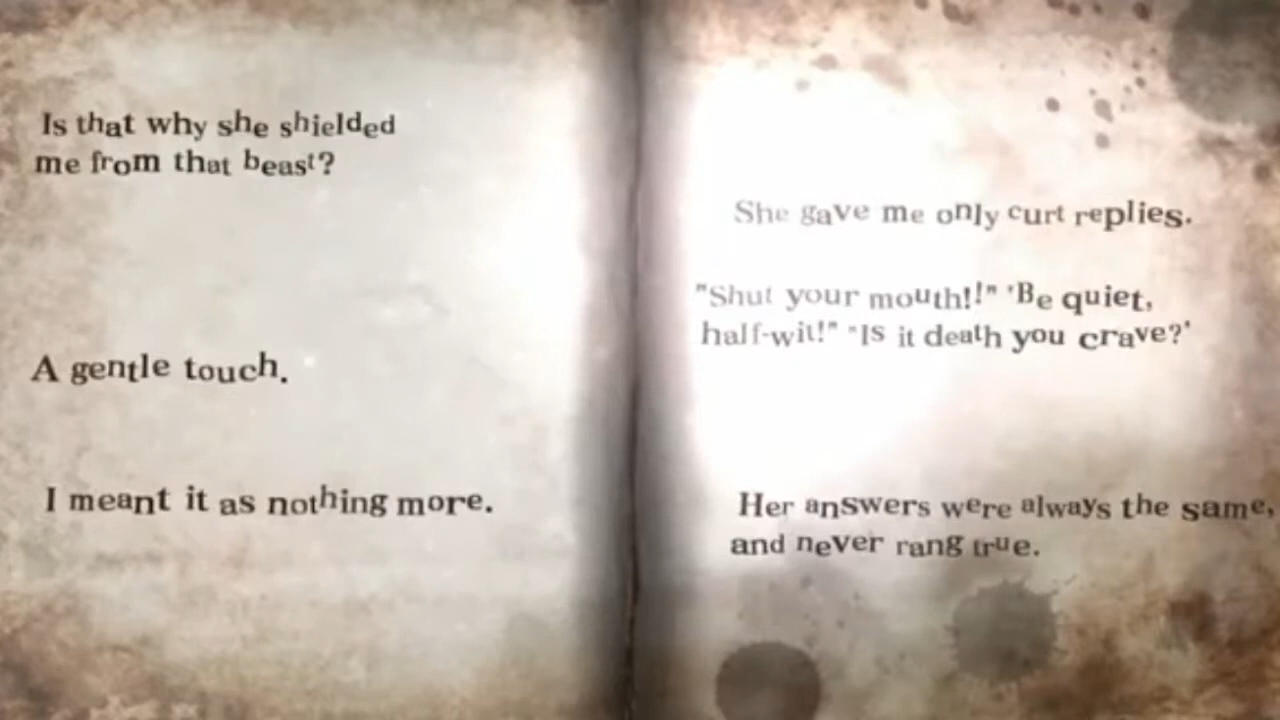 Is that why she shielded
me from that beast?
A gentle touch.
I meant it as nothing more.
She gave me only curt replies.
"Shut your mouth!!" 'Be quiet,
half-wit!" "Is it death you crave?'
Her answers were always the same,
and never rang true.